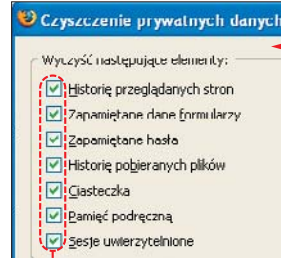 Czyszczenie prywatnych danych
Wyczyść następujące elementy:
Historię przeglądanych stron
Zapamiętane dane formularzy
Zapamiętane hasła
Historię pobieranych plików
Ciasteczka
Pamięć podręczną
Sesje uwierzytelnione